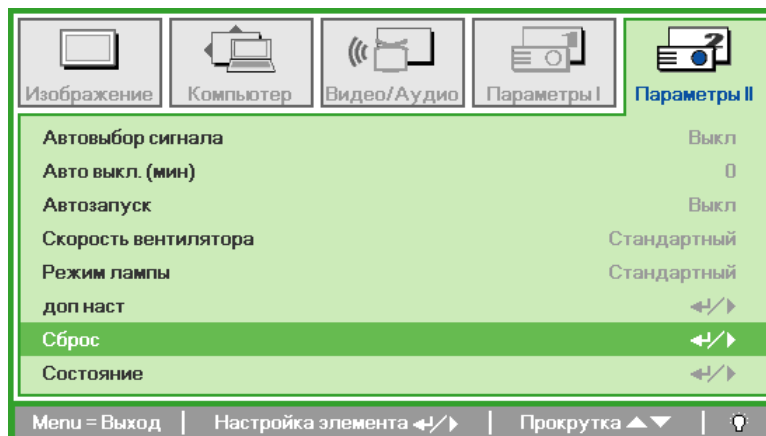 Изображение Компьютер Видео/Аудио Параметры I Параметры II
Автовыбор сигнала Выкл
Авто выкл. (мин) 0
Автозапуск Выкл
Скорость вентилятора Стандартный
Режим лампы Стандартный
доп наст
Сброс
Состояние
Menu = Выход | Настройка элемента | Прокрутка